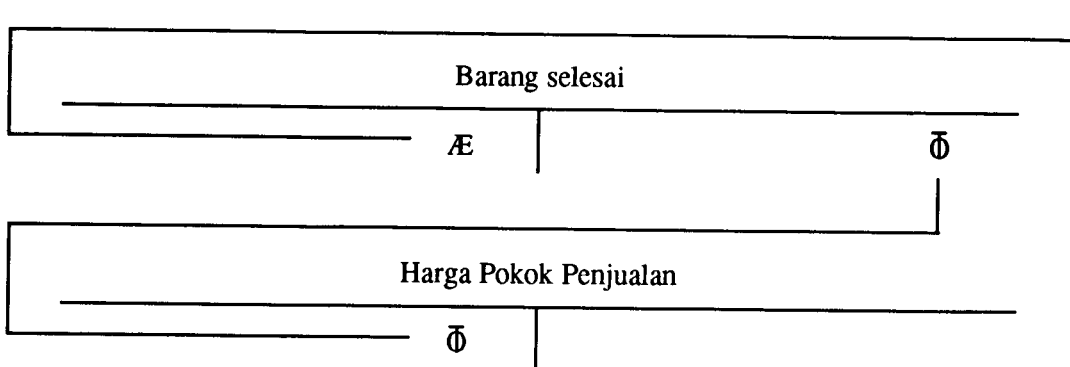 Barang selesai
Æ Φ
Harga Pokok Penjualan
Φ